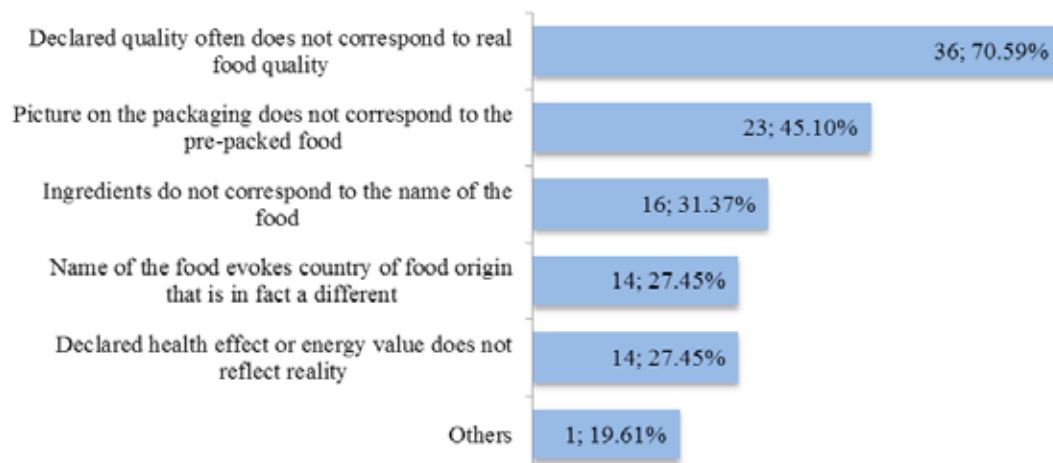 Declared quality often does not correspond to real
food quality
36; 70.59%
Picture on the packaging does not correspond to the
pre-packed food
23; 45.10%
Ingredients do not correspond to the name of the
food
16; 31.37%
Name of the food evokes country of food origin
that is in fact a different
14; 27.45%
Declared health effect or energy value does not
reflect reality
14; 27.45%
Others
1; 19.61%